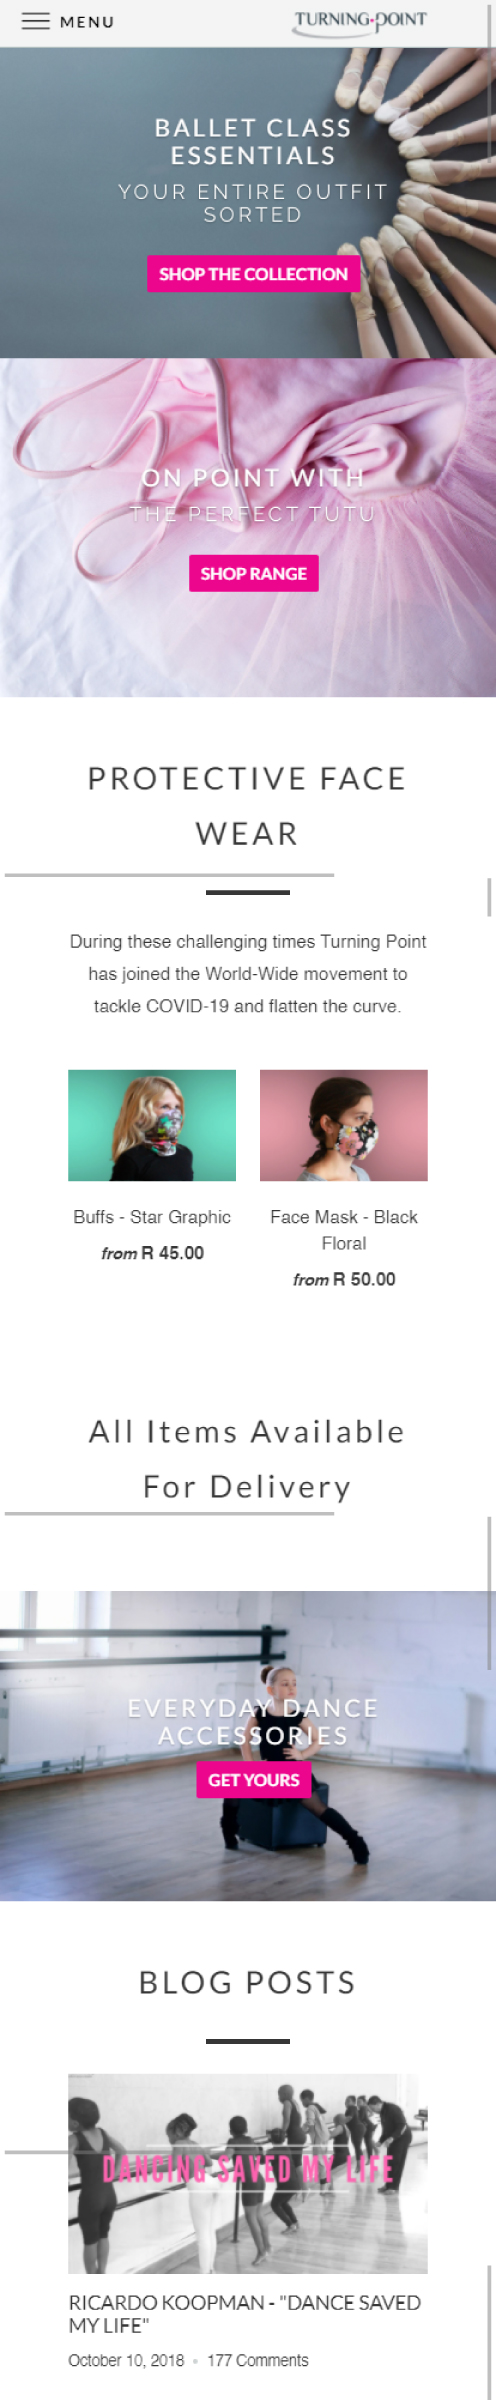 MENU
TURNING·POINT
BALLET CLASS
ESSENTIALS
YOUR ENTIRE OUTFIT
SORTED
SHOP THE COLLECTION
ON POINT WITH
THE PERFECT TUTU
SHOP RANGE
PROTECTIVE FACE
WEAR
During these challenging times Turning Point
has joined the World-Wide movement to
tackle COVID-19 and flatten the curve.
Buffs - Star Graphic
from R 45.00
Face Mask - Black
Floral
from R 50.00
All Items Available
For Delivery
EVERYDAY DANCE
ACCESSORIES
GET YOURS
BLOG POSTS
DANCING SAVED MY LIFE
RICARDO KOOPMAN - "DANCE SAVED
MY LIFE"
October 10, 2018 • 177 Comments